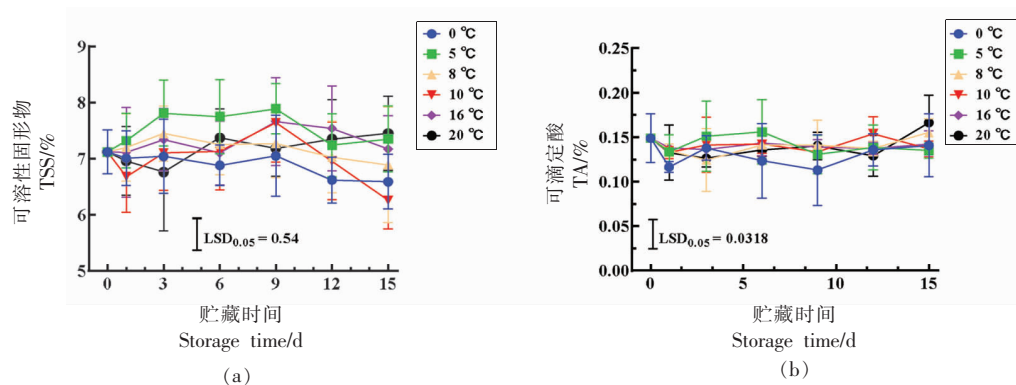 可溶性固形物
TSS/%
9
8
7
6
5
0
3
6
9
12
15
LSD0.05 = 0.54
0 ℃
5 ℃
8 ℃
10 ℃
16 ℃
20 ℃
贮藏时间
Storage time/d
(a)
可滴定酸
TA/%
0.25
0.20
0.15
0.10
0.05
0.00
0
5
10
15
LSD0.05 = 0.0318
0 ℃
5 ℃
8 ℃
10 ℃
16 ℃
20 ℃
贮藏时间
Storage time/d
(b)